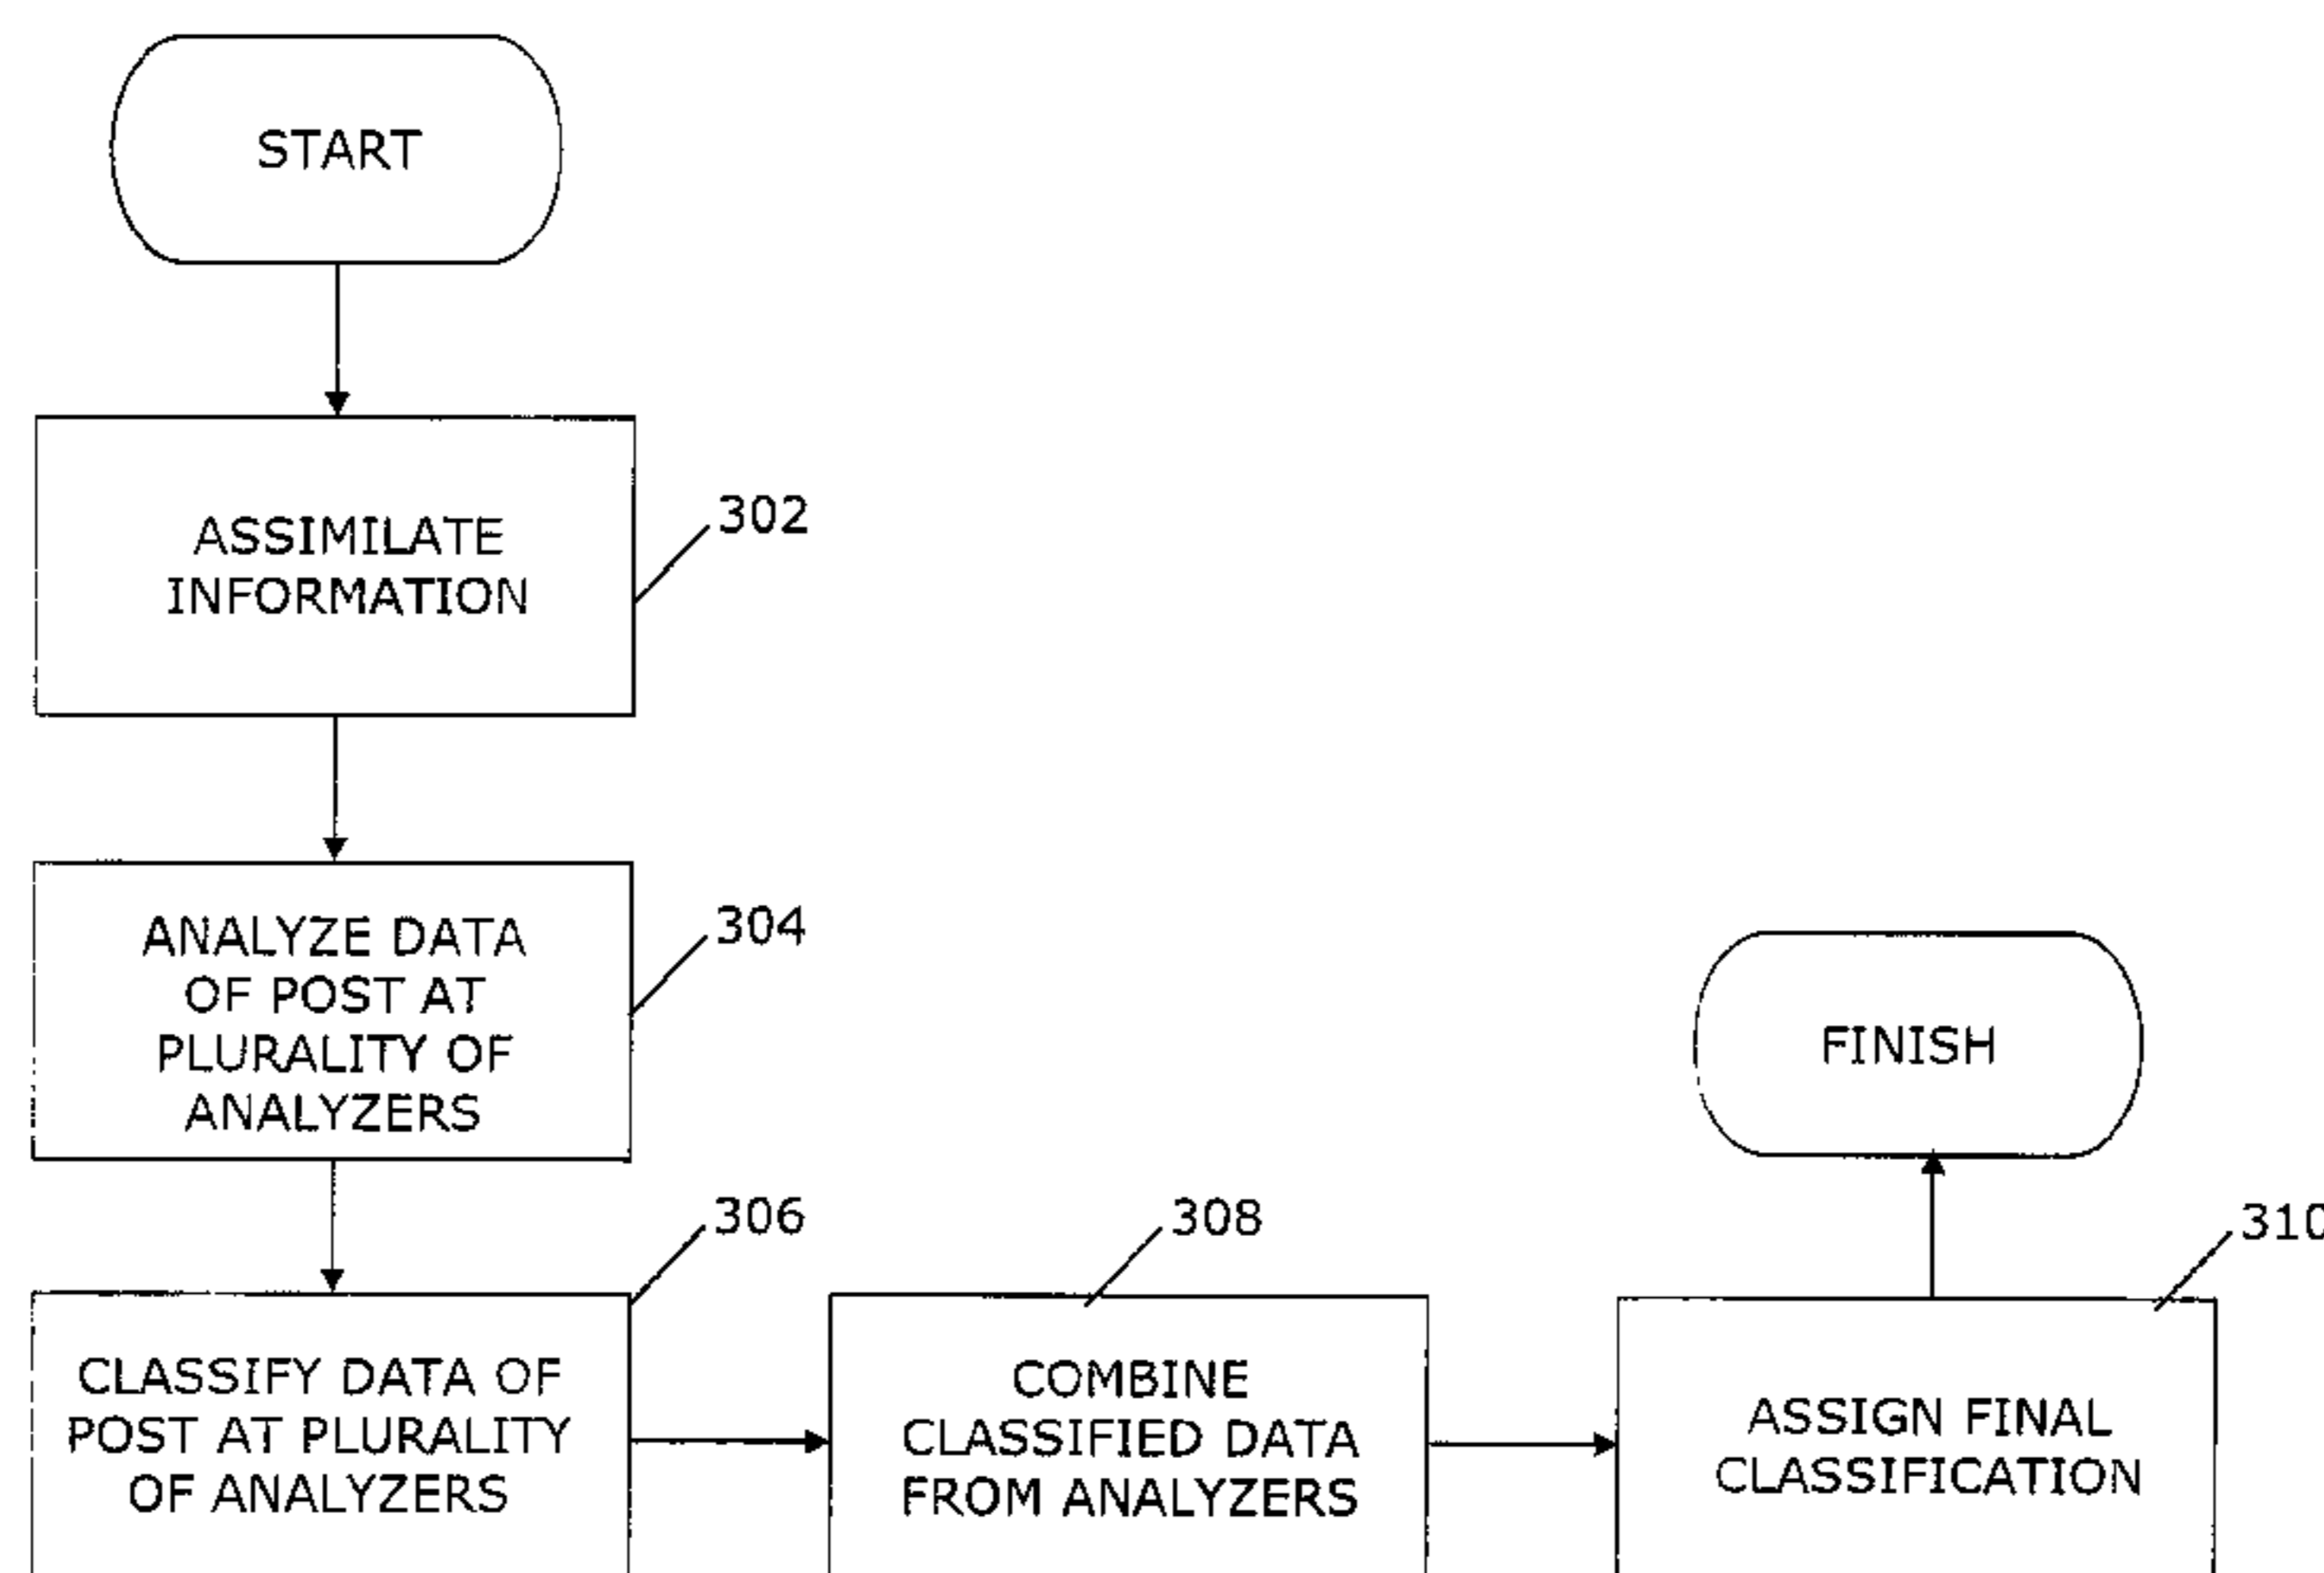 START
ASSIMILATE
INFORMATION
302
ANALYZE DATA
OF POST AT
PLURALITY OF
ANALYZERS
304
CLASSIFY DATA OF
POST AT PLURALITY
OF ANALYZERS
306
COMBINE
CLASSIFIED DATA
FROM ANALYZERS
308
ASSIGN FINAL
CLASSIFICATION
310
FINISH